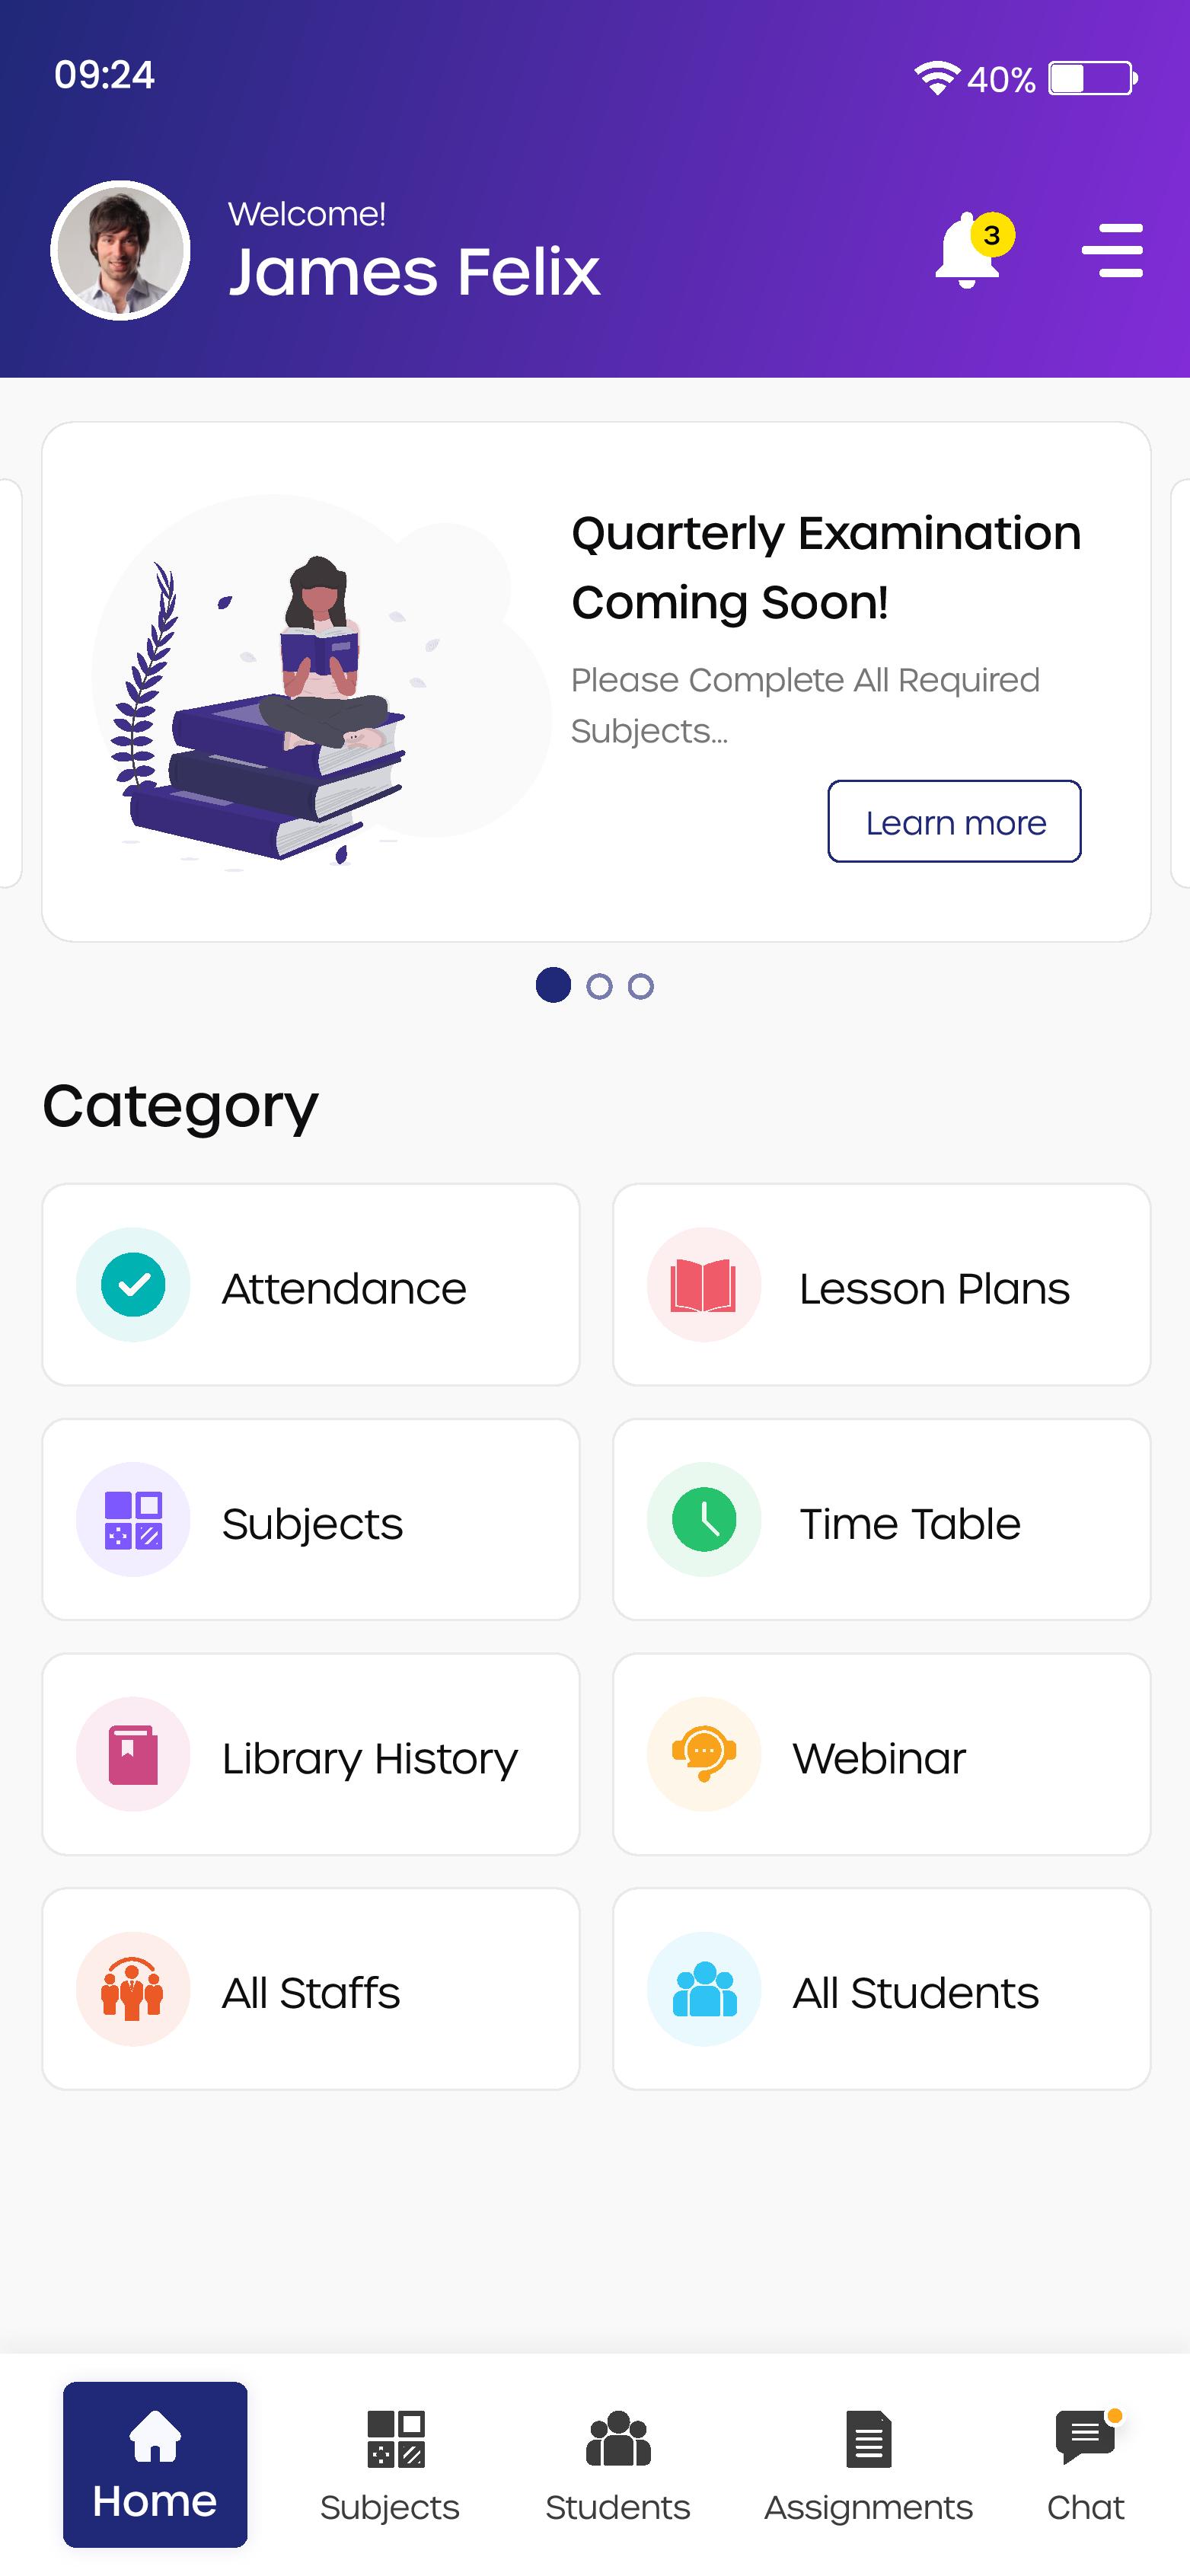 09:24
40%
Welcome!
James Felix
3
Quarterly Examination
Coming Soon!
Please Complete All Required
Subjects...
Learn more
Category
Attendance
Lesson Plans
Subjects
Time Table
Library History
Webinar
All Staffs
All Students
Home
Subjects
Students
Assignments
Chat